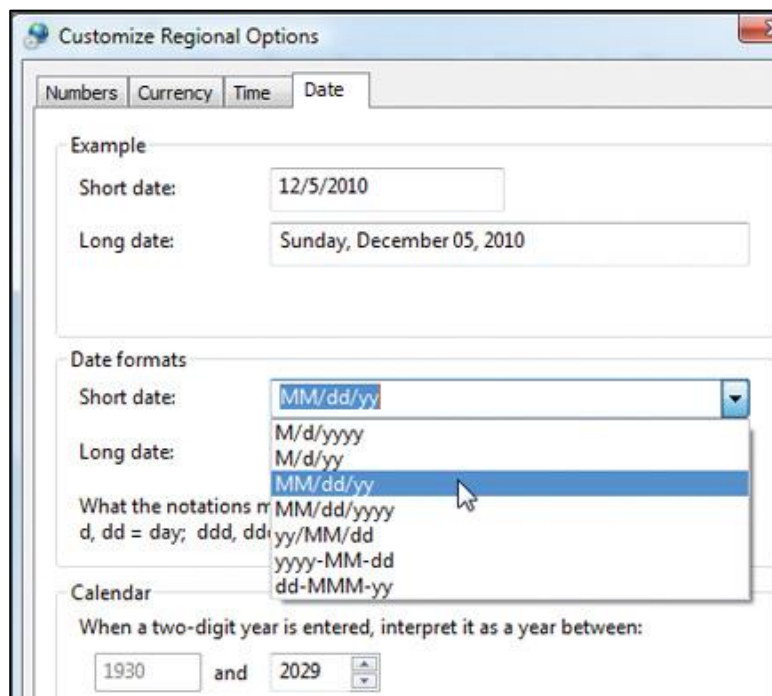 Customize Regional Options
Numbers Currency Time Date
Example
Short date: 12/5/2010
Long date: Sunday, December 05, 2010
Date formats
Short date: MM/dd/yy
M/d/yyyy
Long date:
M/d/yy
MM/dd/yy
What the notations
MM/dd/yyyy
d, dd = day; ddd,
yy/MM/dd
yyyy-MM-dd
dd-MMM-yy
Calendar
When a two-digit year is entered, interpret it as a year between:
1930 and 2029